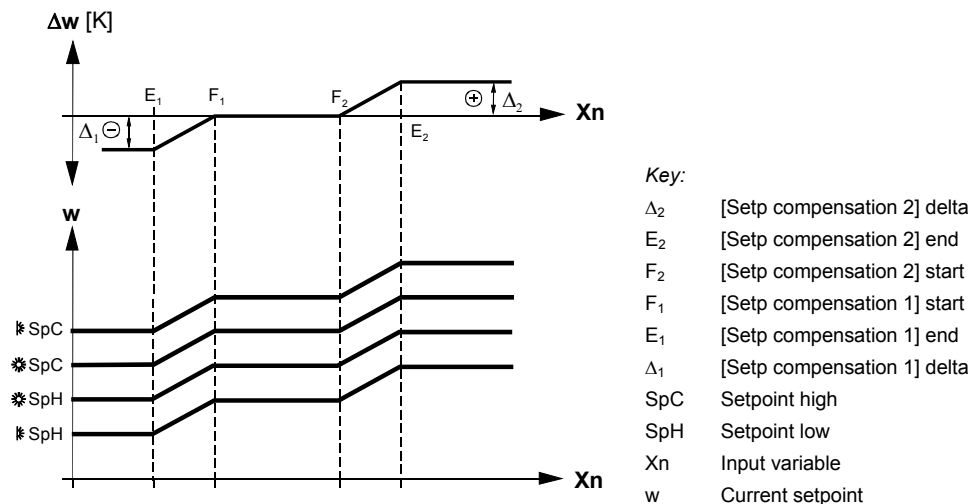 Δw [K]
E₁ F₁ F₂ ⊕ Δ₂
Xn
Δ₁ ⊖
E₂
w
SpC
SpC
SpH
SpH
Xn
Key:
Δ₂ [Setp compensation 2] delta
E₂ [Setp compensation 2] end
F₂ [Setp compensation 2] start
F₁ [Setp compensation 1] start
E₁ [Setp compensation 1] end
Δ₁ [Setp compensation 1] delta
SpC Setpoint high
SpH Setpoint low
Xn Input variable
w Current setpoint